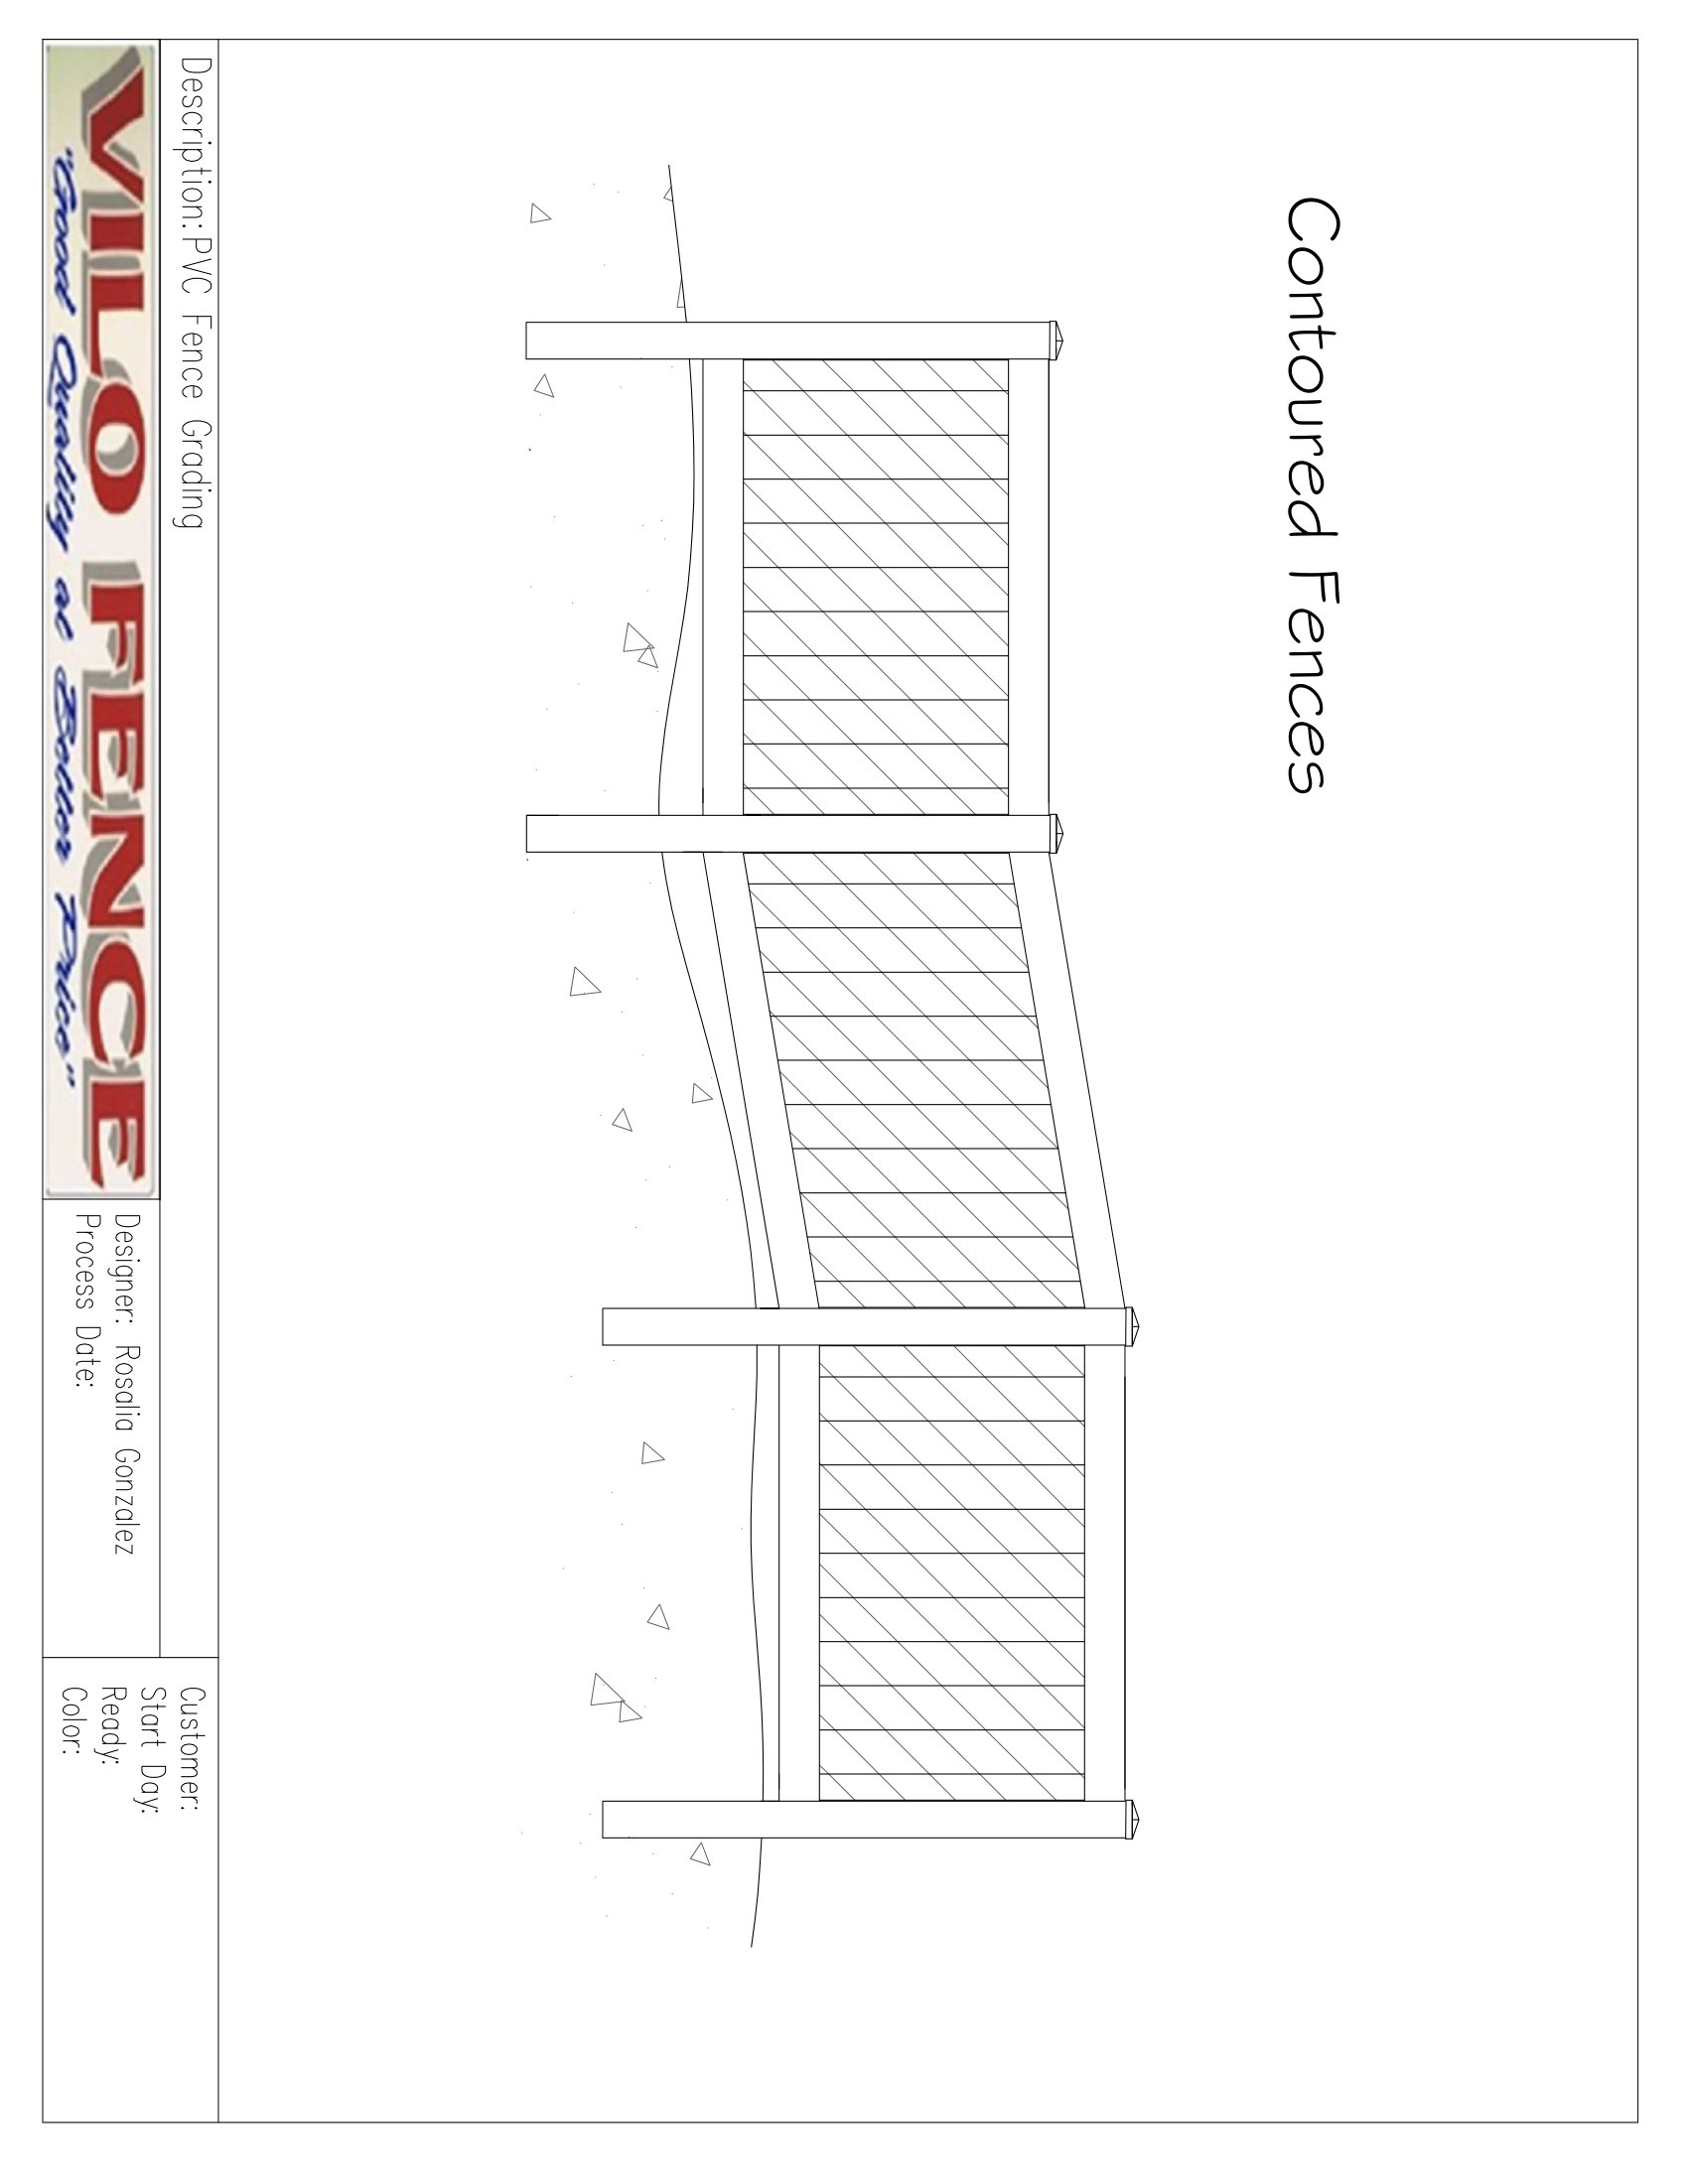 Contoured Fences
Description:PVC Fence Grading
VILO FENCE
"Good Quality at Better Price"
Designer: Rosalia Gonzalez
Process Date:
Customer:
Start Day:
Ready:
Color: